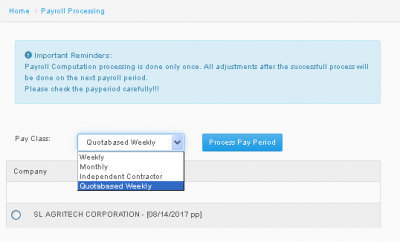 Home › Payroll Processing
Important Reminders:
Payroll Computation processing is done only once. All adjustments after the successfull process will
be done on the next payroll period.
Please check the payperiod carefully!!!
Pay Class:
Quotabased Weekly
Process Pay Period
Weekly
Monthly
Independent Contractor
Quotabased Weekly
Company
SL AGRITECH CORPORATION - [08/14/2017 pp]